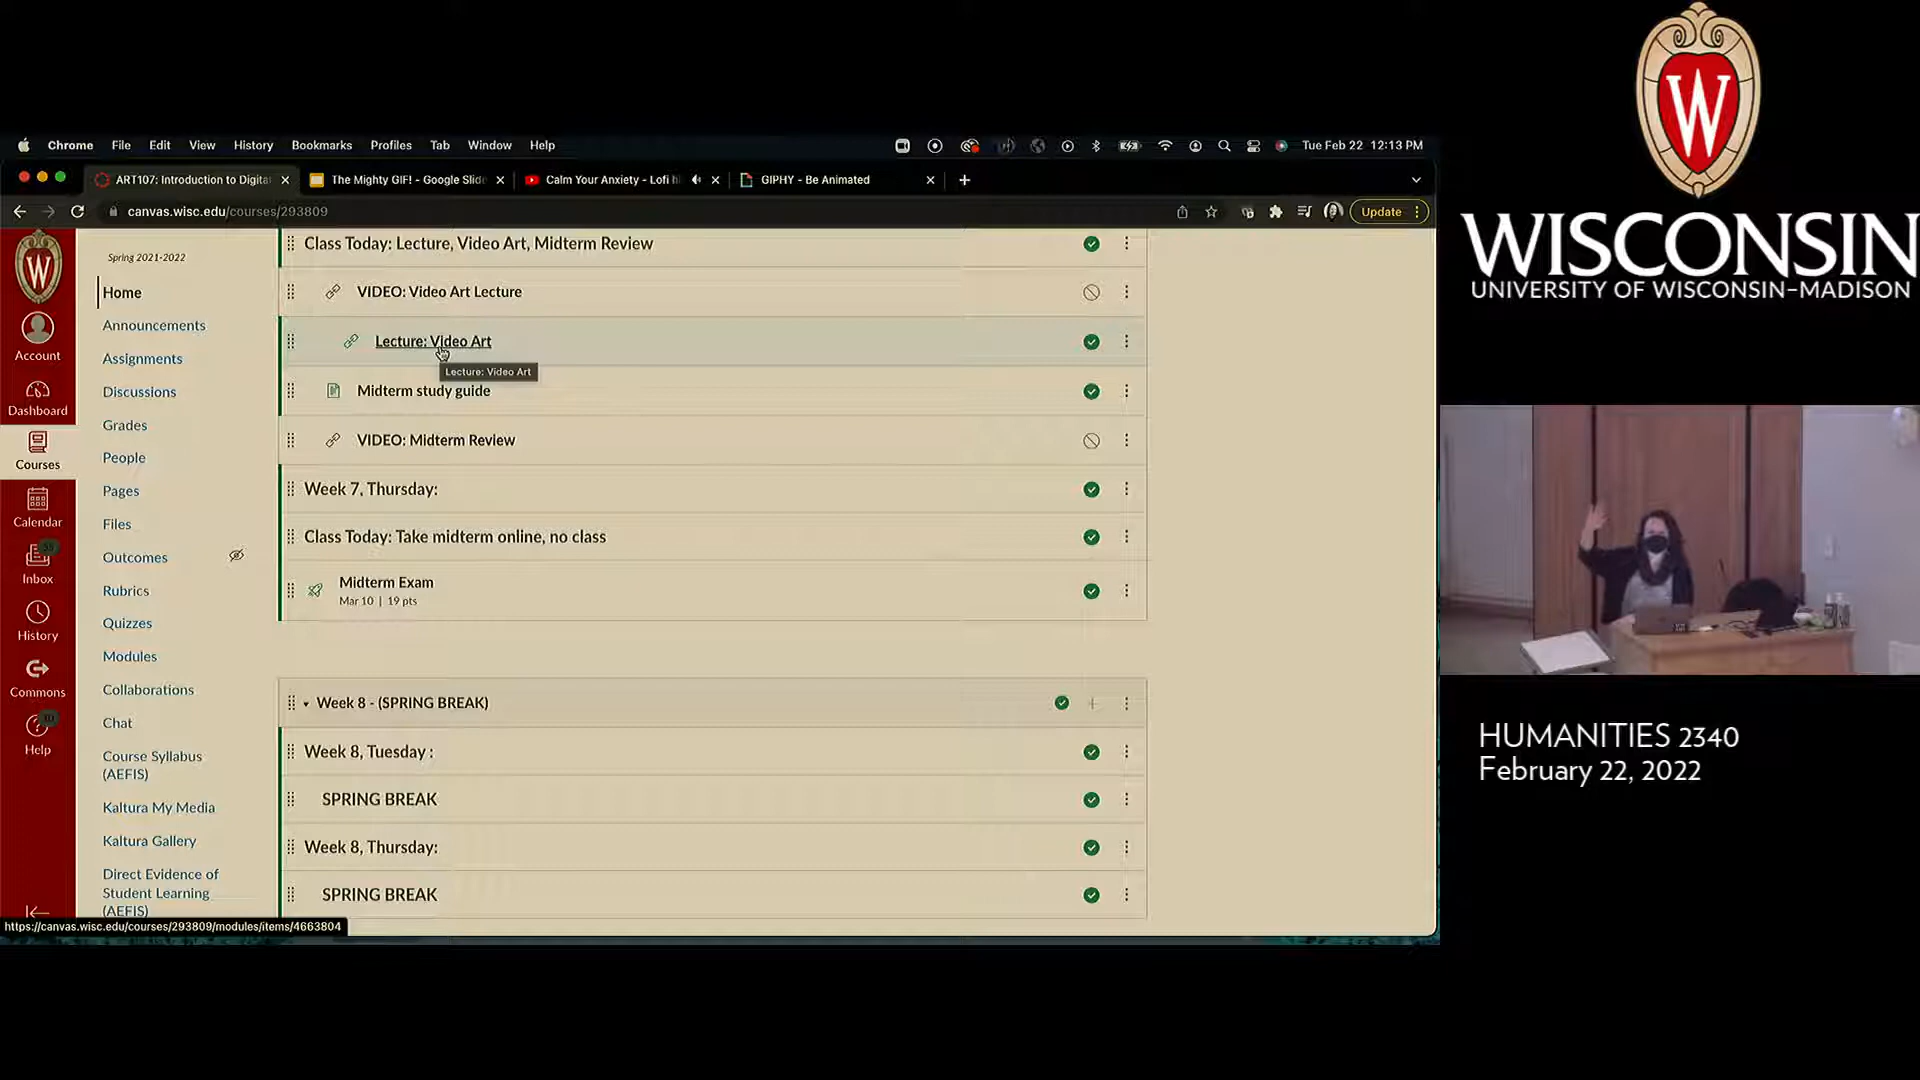 Chrome File Edit View History Bookmarks Profiles Tab Window Help
Tue Feb 22 12:13 PM
ART107: Introduction to Digita
The Mighty GIF! - Google Slide
Calm Your Anxiety - Lofi h
GIPHY - Be Animated
canvas.wisc.edu/courses/293809
Update
W
Account
Dashboard
Courses
Calendar
Inbox
History
Commons
Help
Spring 2021-2022
Home
Announcements
Assignments
Discussions
Grades
People
Pages
Files
Outcomes
Rubrics
Quizzes
Modules
Collaborations
Chat
Course Syllabus
(AEFIS)
Kaltura My Media
Kaltura Gallery
Direct Evidence of
Student Learning
(AEFIS)
Class Today: Lecture, Video Art, Midterm Review
VIDEO: Video Art Lecture
Lecture: Video Art
Lecture: Video Art
Midterm study guide
VIDEO: Midterm Review
Week 7, Thursday:
Class Today: Take midterm online, no class
Midterm Exam
Mar 10 | 19 pts
Week 8 - (SPRING BREAK)
Week 8, Tuesday :
SPRING BREAK
Week 8, Thursday:
SPRING BREAK
https://canvas.wisc.edu/courses/293809/modules/items/4663804
W
WISCONSIN
UNIVERSITY OF WISCONSIN–MADISON
HUMANITIES 2340
February 22, 2022